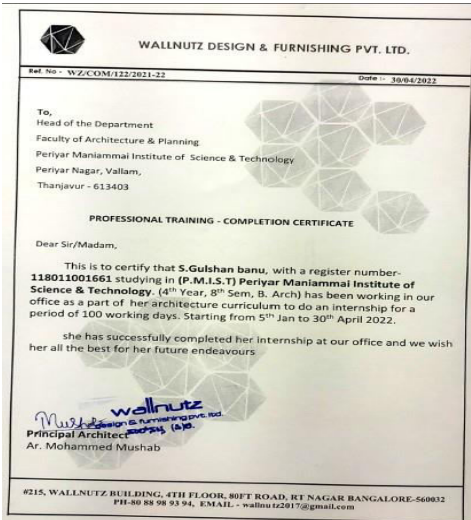 WALLNUTZ DESIGN & FURNISHING PVT. LTD.
Ref. No - WZ/COM/122/2021-22
Date :- 30/04/2022
To,
Head of the Department
Faculty of Architecture & Planning
Periyar Maniammai Institute of Science & Technology
Periyar Nagar, Vallam,
Thanjavur - 613403
PROFESSIONAL TRAINING - COMPLETION CERTIFICATE
Dear Sir/Madam,
This is to certify that S.Gulshan banu, with a register number-
118011001661 studying in (P.M.I.S.T) Periyar Maniammai Institute of
Science & Technology. (4th Year, 8th Sem, B. Arch) has been working in our
office as a part of her architecture curriculum to do an internship for a
period of 100 working days. Starting from 5th Jan to 30th April 2022.
she has successfully completed her internship at our office and we wish
her all the best for her future endeavours
wallnutz
design & furnishing pvt. ltd.
Principal Architect
Ar. Mohammed Mushab
#215, WALLNUTZ BUILDING, 4TH FLOOR, 80FT ROAD, RT NAGAR BANGALORE-560032
PH-80 88 98 93 94, EMAIL - wallnutz2017@gmail.com